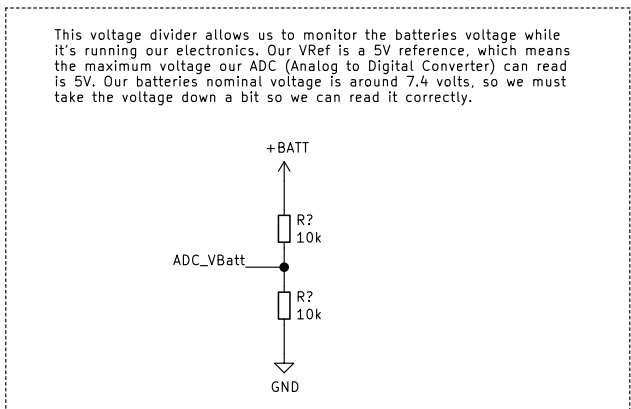 This voltage divider allows us to monitor the batteries voltage while
it's running our electronics. Our VRef is a 5V reference, which means
the maximum voltage our ADC (Analog to Digital Converter) can read
is 5V. Our batteries nominal voltage is around 7.4 volts, so we must
take the voltage down a bit so we can read it correctly.
+BATT
R?
10k
ADC_VBatt
R?
10k
GND